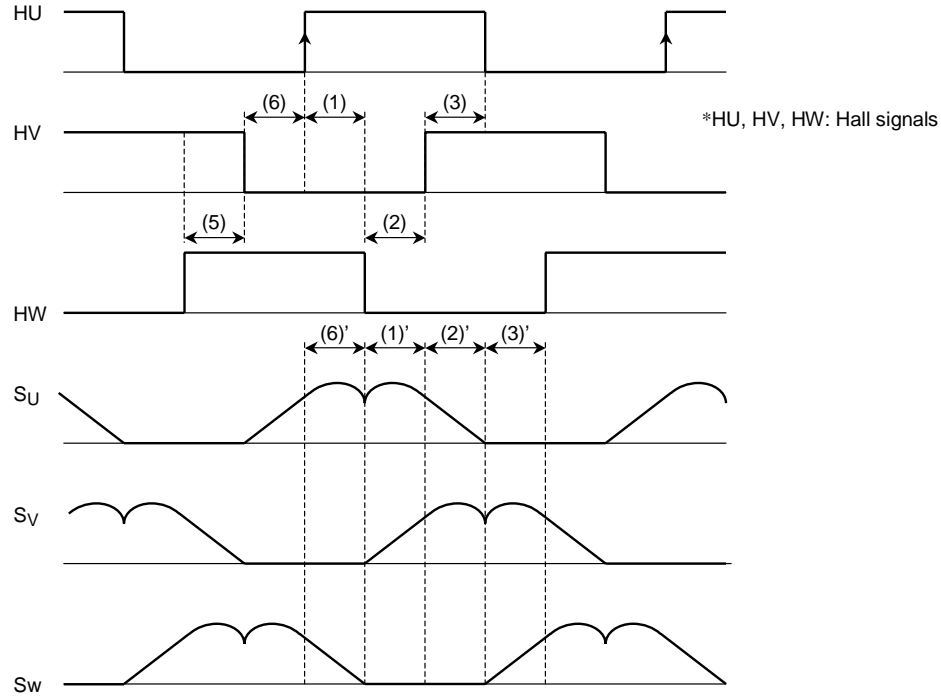 HU
(6) (1) (3)
HV
*HU, HV, HW: Hall signals
(5) (2)
HW
(6)’ (1)’ (2)’ (3)’
SU
SV
Sw